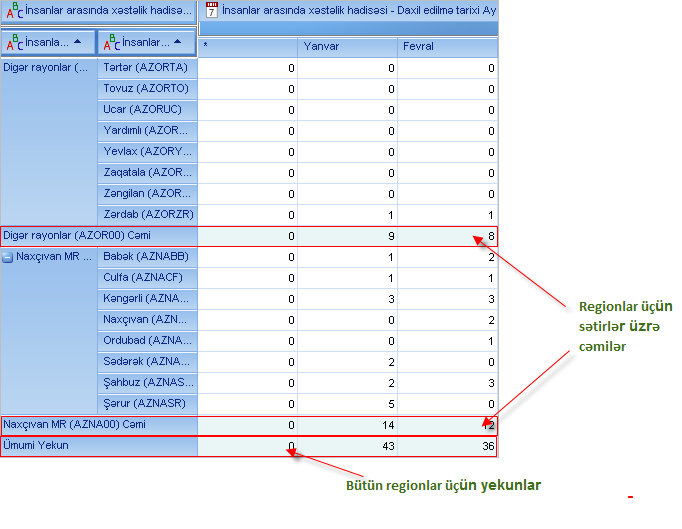 İnsanlar arasında xəstəlik hadisə...
İnsanlar arasında xəstəlik hadisəsi - Daxil edilmə tarixi Ay
İnsanla... İnsanlar...
* Yanvar Fevral
Digər rayonlar (... Tərtər (AZORTA) 0 0 0
Tovuz (AZORTO) 0 0 0
Ucar (AZORUC) 0 0 0
Yardımlı (AZOR... 0 0 0
Yevlax (AZORY... 0 0 0
Zaqatala (AZOR... 0 0 0
Zəngilan (AZOR... 0 0 0
Zərdab (AZORZR) 0 1 1
Digər rayonlar (AZOR00) Cəmi 0 9 8
Naxçıvan MR ... Babək (AZNABB) 0 1 2
Culfa (AZNACF) 0 1 1
Kəngərli (AZNA... 0 3 3
Naxçıvan (AZN... 0 0 2
Ordubad (AZNA... 0 0 1
Sədərək (AZNA... 0 2 0
Şahbuz (AZNAS... 0 2 3
Şərur (AZNASR) 0 5 0
Naxçıvan MR (AZNA00) Cəmi 0 14 12
Ümumi Yekun 0 43 36
Regionlar üçün
sətirlər üzrə
cəmilər
Bütün regionlar üçün yekunlar